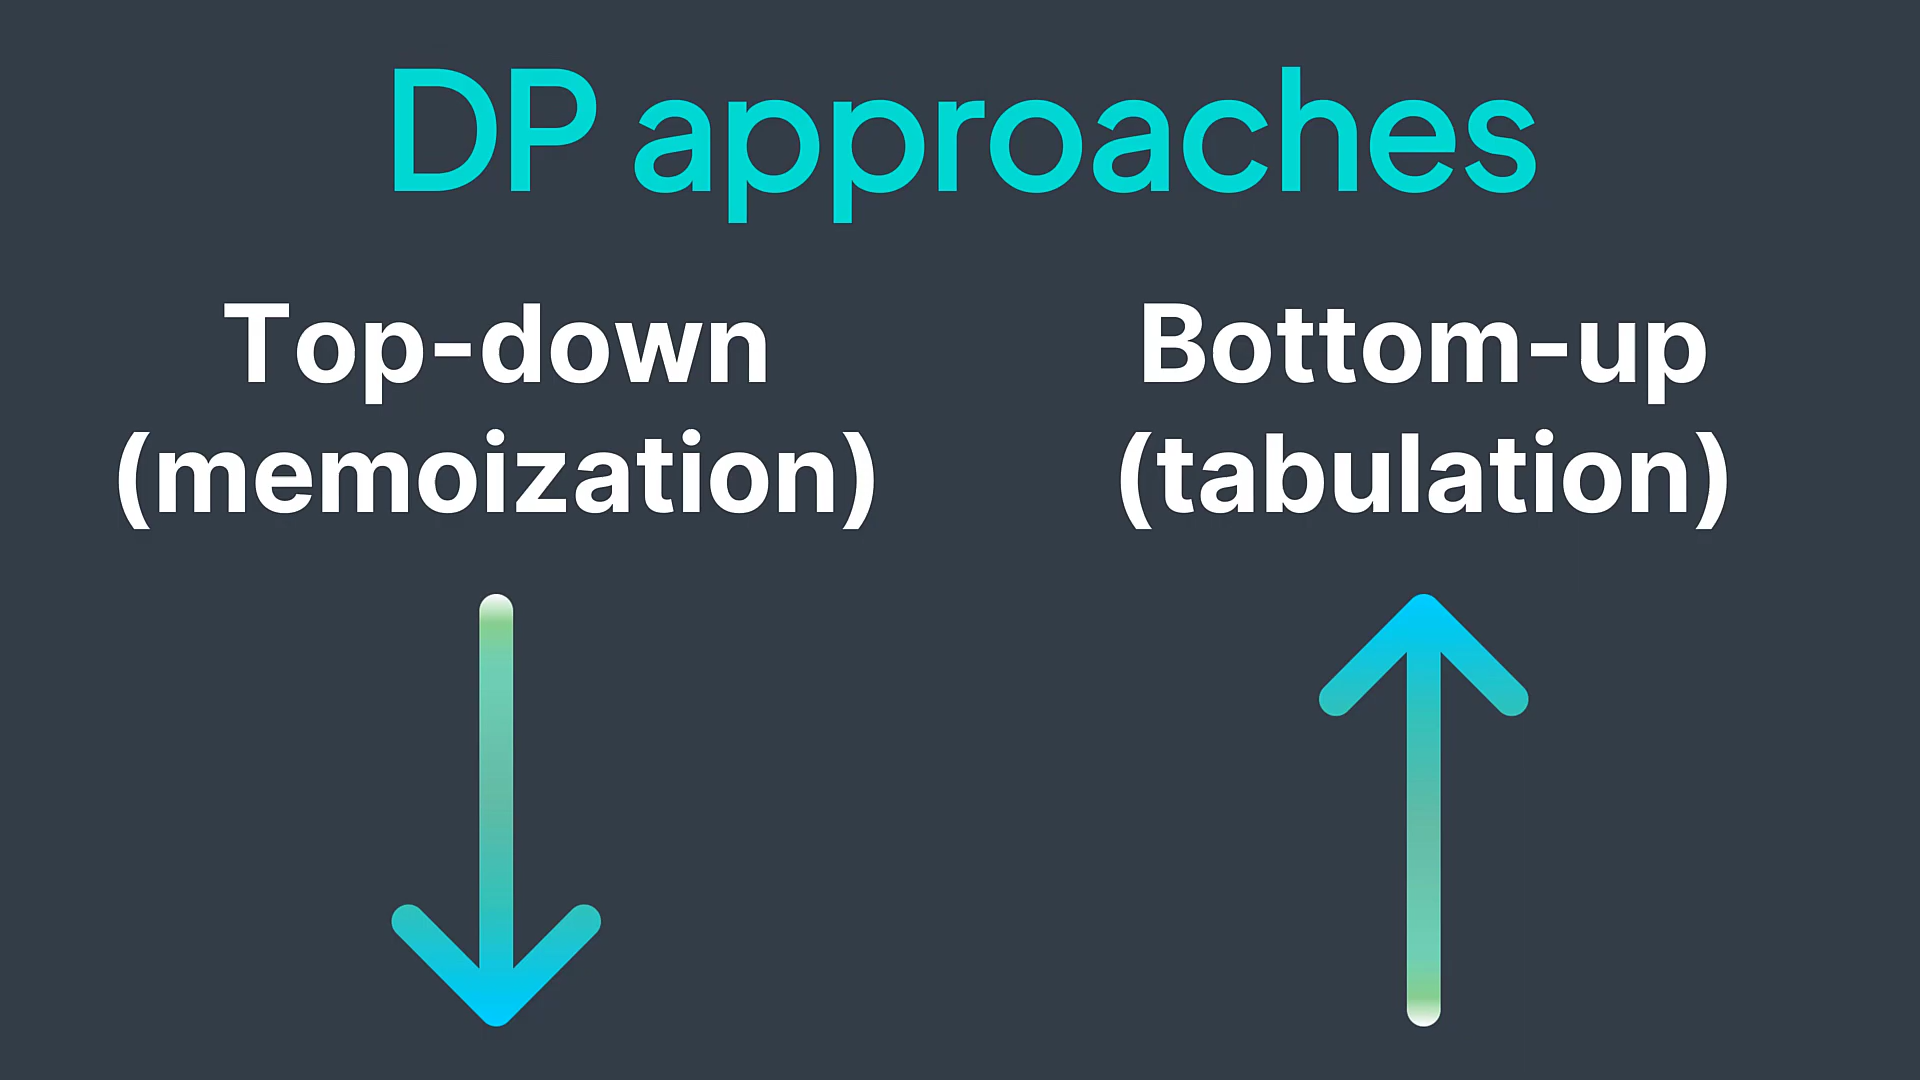 DP approaches
Top-down
(memoization)
Bottom-up
(tabulation)